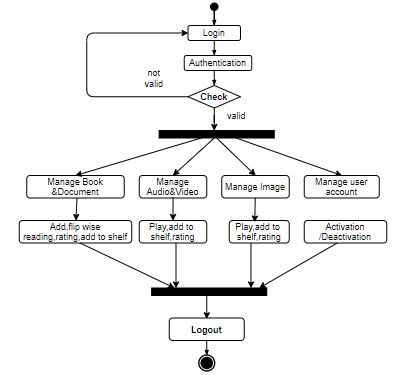 Login
Authentication
not
valid
Check
valid
Manage Book
&Document
Manage
Audio&Video
Manage Image
Manage user
account
Add,flip wise
reading,rating,add to shelf
Play,add to
shelf,rating
Play,add to
shelf,rating
Activation
/Deactivation
Logout